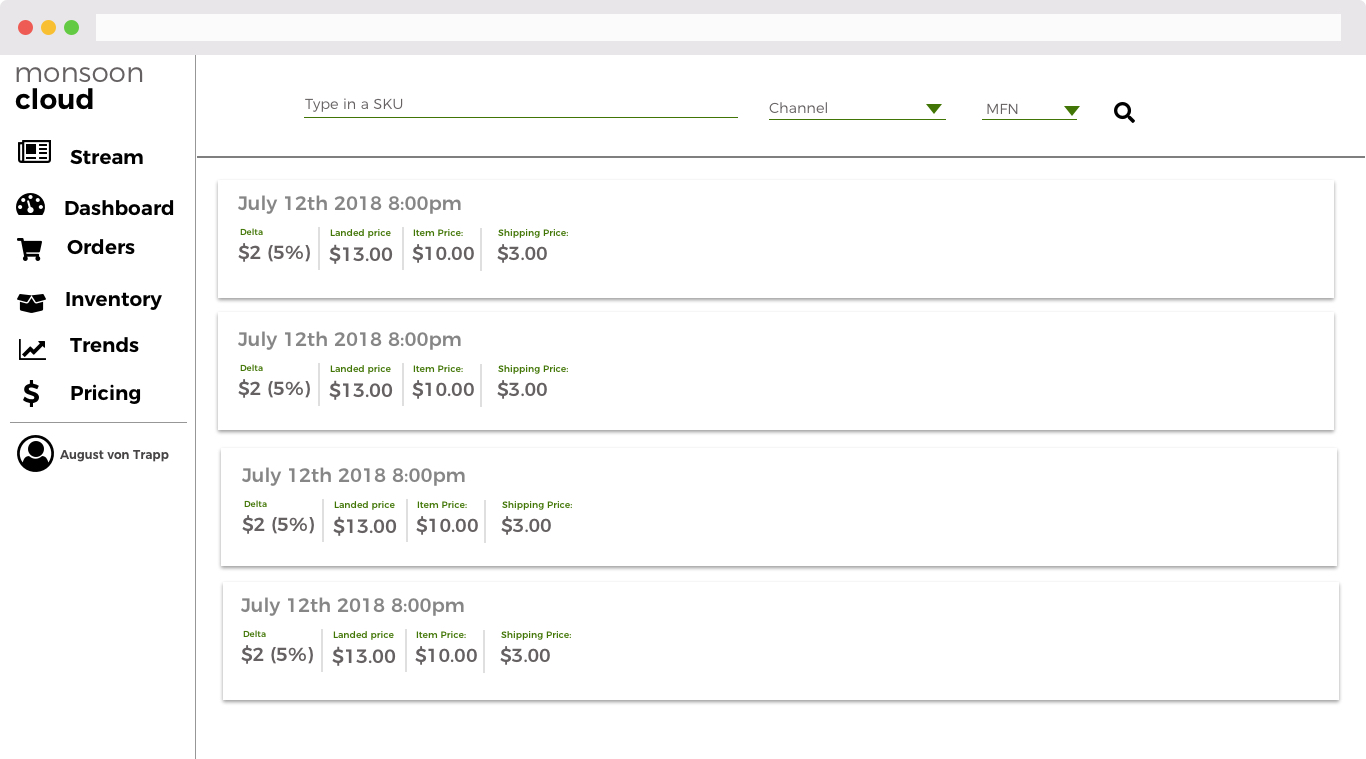 monsoon
cloud
Stream
Dashboard
Orders
Inventory
Trends
Pricing
August von Trapp
Type in a SKU
Channel
MFN
July 12th 2018 8:00pm
Delta Landed price Item Price: Shipping Price:
$2 (5%) $13.00 $10.00 $3.00
July 12th 2018 8:00pm
Delta Landed price Item Price: Shipping Price:
$2 (5%) $13.00 $10.00 $3.00
July 12th 2018 8:00pm
Delta Landed price Item Price: Shipping Price:
$2 (5%) $13.00 $10.00 $3.00
July 12th 2018 8:00pm
Delta Landed price Item Price: Shipping Price:
$2 (5%) $13.00 $10.00 $3.00